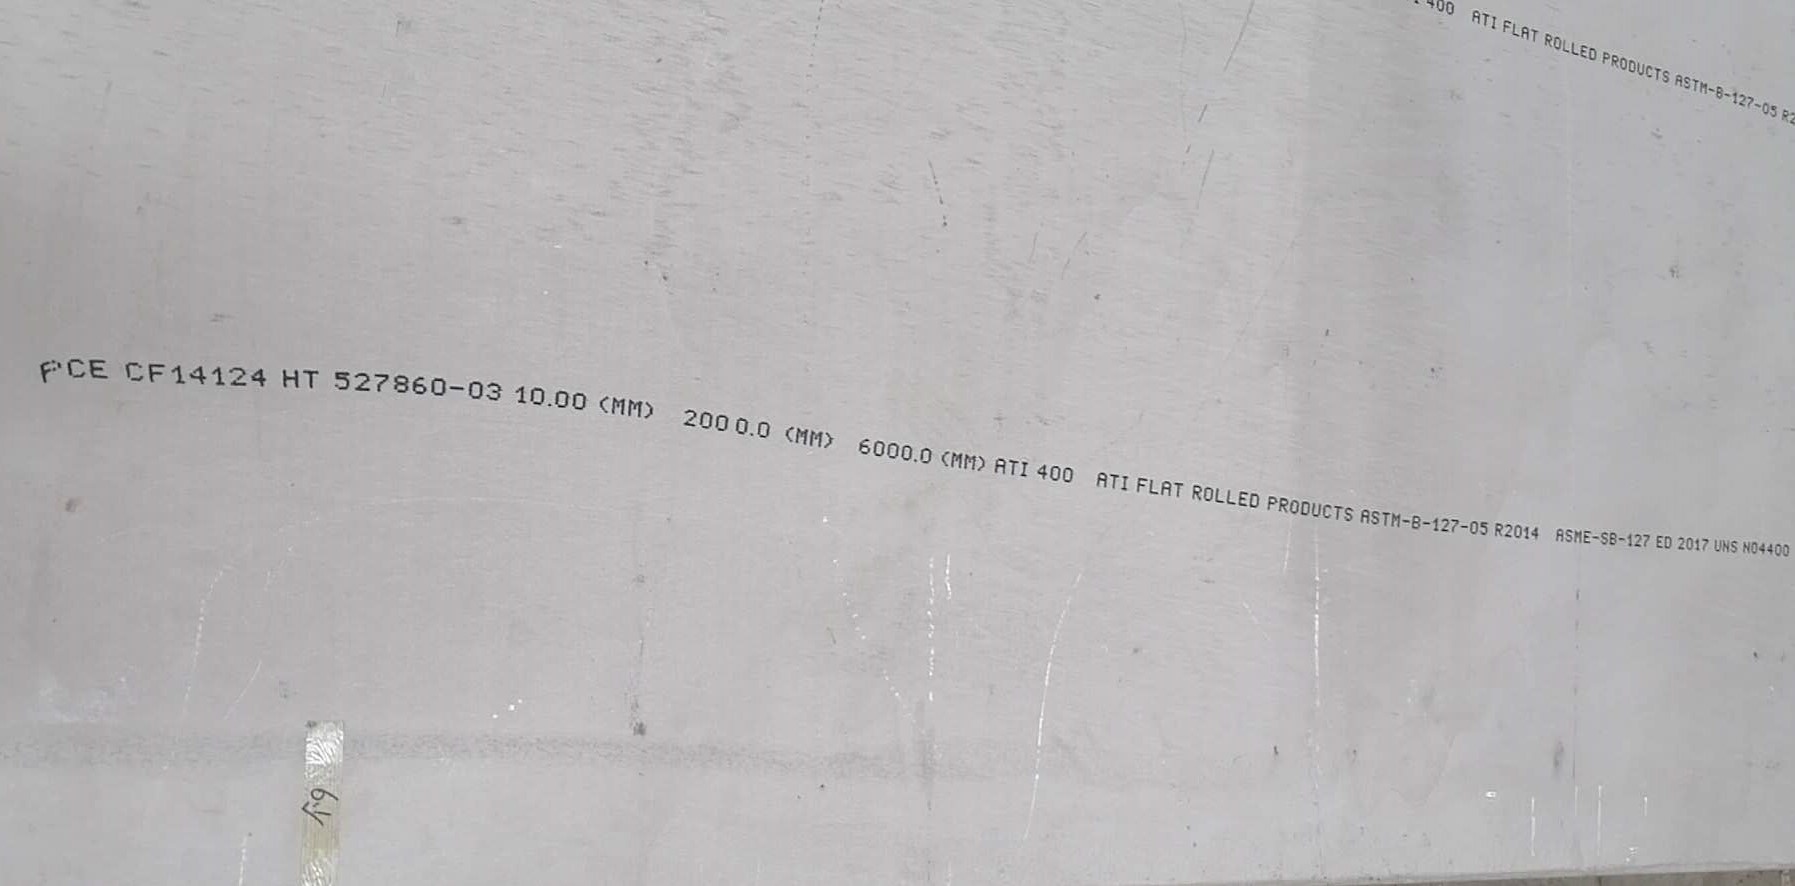 400 ATI FLAT ROLLED PRODUCTS ASTM-B-127-05
PCE CF14124 HT 527860-03 10.00 (MM) 2000.0 (MM) 6000.0 (MM) ATI 400 ATI FLAT ROLLED PRODUCTS ASTM-B-127-05 R2014 ASME-SB-127 ED 2017 UNS N04400